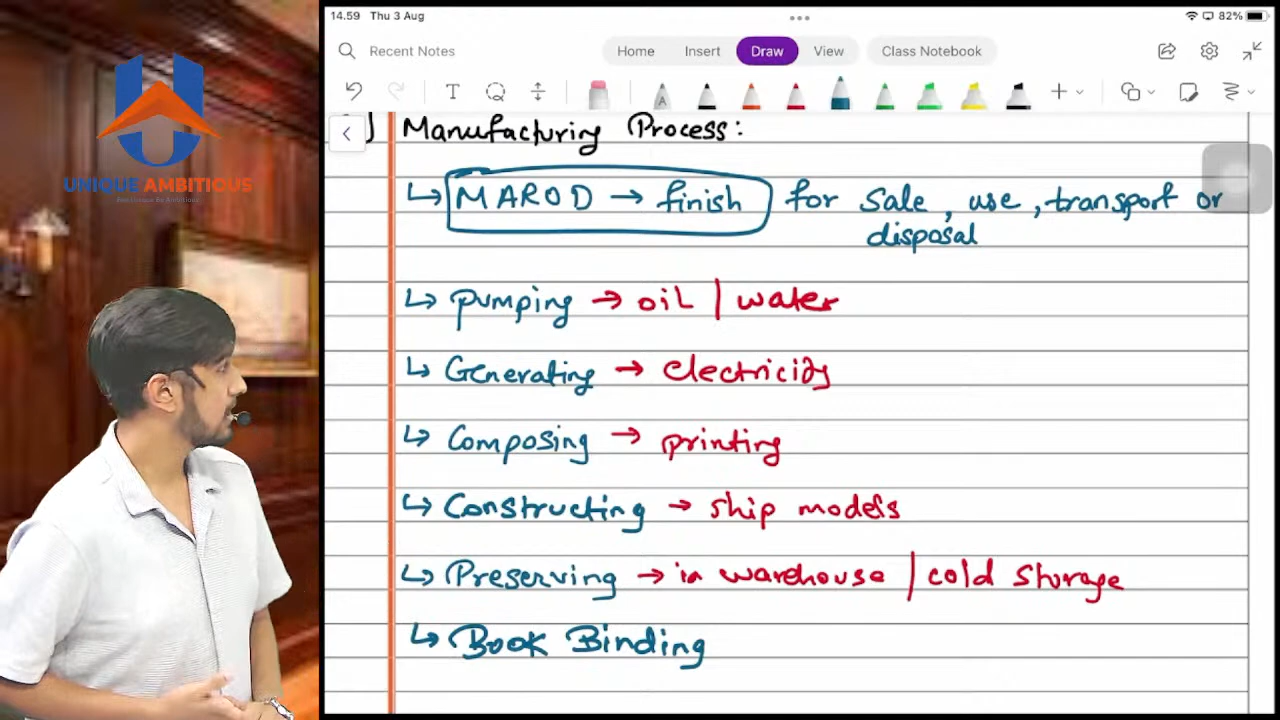 14.59 Thu 3 Aug
82%
Recent Notes
Home Insert Draw View Class Notebook
UNIQUE AMBITIOUS
Manufacturing Process:
↳ MAROD → finish for sale, use, transport or
disposal
↳ pumping → oil | water
↳ Generating → electricity
↳ Composing → printing
↳ Constructing → ship models
↳ Preserving → in warehouse | cold storage
↳ Book Binding